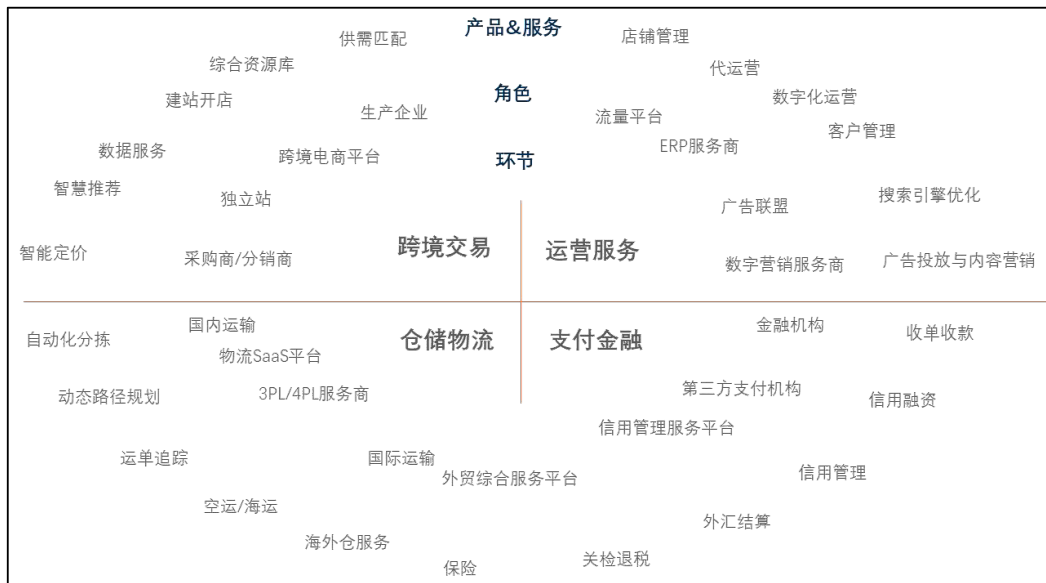 产品&服务
供需匹配
店铺管理
综合资源库
代运营
角色
建站开店
数字化运营
生产企业
流量平台
客户管理
ERP服务商
数据服务
跨境电商平台
环节
智慧推荐
独立站
搜索引擎优化
广告联盟
跨境交易
运营服务
智能定价
采购商/分销商
数字营销服务商
广告投放与内容营销
自动化分拣
国内运输
仓储物流
支付金融
金融机构
收单收款
物流SaaS平台
动态路径规划
3PL/4PL服务商
第三方支付机构
信用融资
信用管理服务平台
运单追踪
国际运输
外贸综合服务平台
信用管理
空运/海运
外汇结算
海外仓服务
关检退税
保险